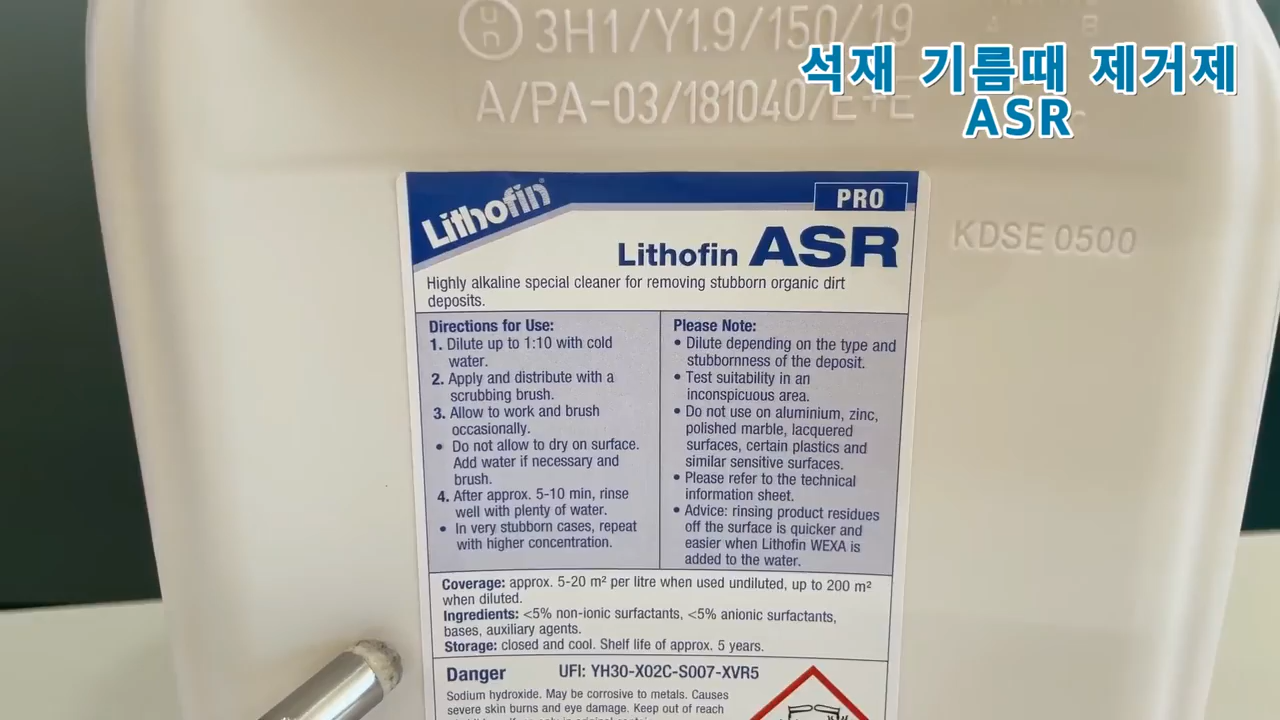 un
3H1/Y1.9/150/19
A/PA-03/181040/E+E
석재 기름때 제거제
ASR
KDSE 0500
Lithofin
PRO
Lithofin ASR
Highly alkaline special cleaner for removing stubborn organic dirt
deposits.
Directions for Use:
1. Dilute up to 1:10 with cold
water.
2. Apply and distribute with a
scrubbing brush.
3. Allow to work and brush
occasionally.
• Do not allow to dry on surface.
Add water if necessary and
brush.
4. After approx. 5-10 min, rinse
well with plenty of water.
• In very stubborn cases, repeat
with higher concentration.
Please Note:
• Dilute depending on the type and
stubbornness of the deposit.
• Test suitability in an
inconspicuous area.
• Do not use on aluminium, zinc,
polished marble, lacquered
surfaces, certain plastics and
similar sensitive surfaces.
• Please refer to the technical
information sheet.
• Advice: rinsing product residues
off the surface is quicker and
easier when Lithofin WEXA is
added to the water.
Coverage: approx. 5-20 m² per litre when used undiluted, up to 200 m²
when diluted.
Ingredients: <5% non-ionic surfactants, <5% anionic surfactants,
bases, auxiliary agents.
Storage: closed and cool. Shelf life of approx. 5 years.
Danger UFI: YH30-X02C-S007-XVR5
Sodium hydroxide. May be corrosive to metals. Causes
severe skin burns and eye damage. Keep out of reach